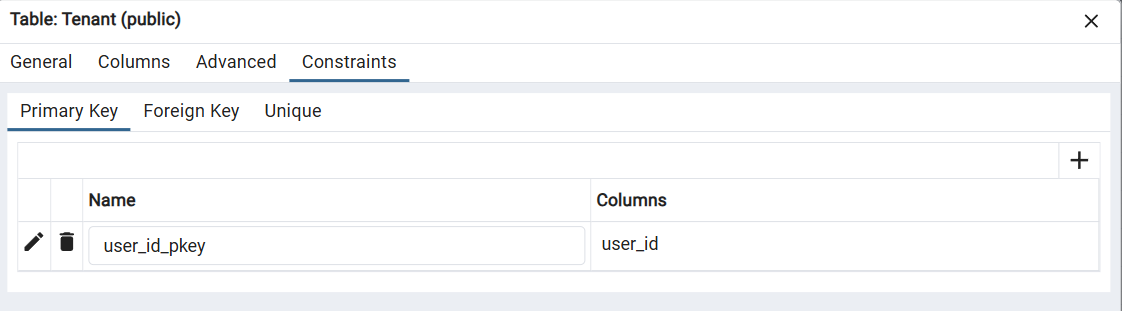 Table: Tenant (public)
General Columns Advanced Constraints
Primary Key Foreign Key Unique
Name Columns
user_id_pkey user_id